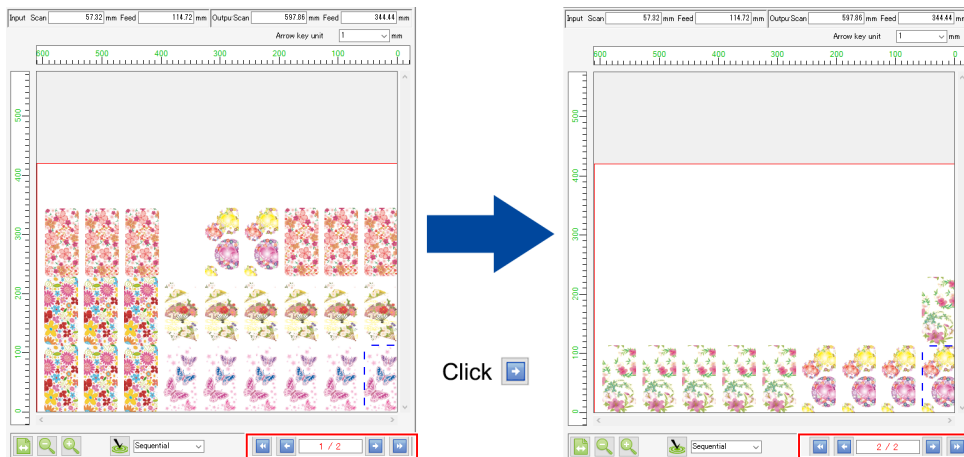 Input Scan 57.32 mm Feed 114.72 mm Outpu Scan 597.86 mm Feed 344.44 mm
Arrow key unit 1 mm
600 500 400 300 200 100 0
500
400
300
200
100
0
Sequential 1 / 2
Click
Input Scan 57.32 mm Feed 114.72 mm Outpu Scan 597.86 mm Feed 344.44 mm
Arrow key unit 1 mm
600 500 400 300 200 100 0
500
400
300
200
100
0
Sequential 2 / 2